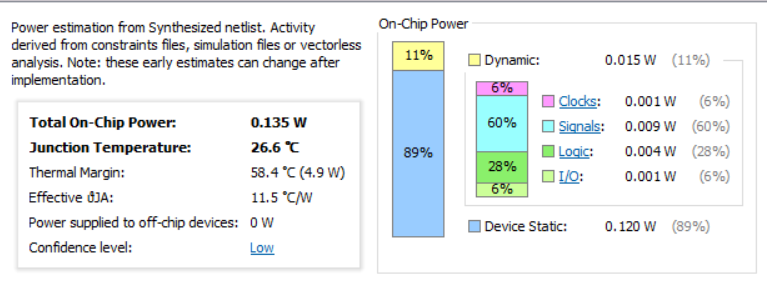 Power estimation from Synthesized netlist. Activity
derived from constraints files, simulation files or vectorless
analysis. Note: these early estimates can change after
implementation.
Total On-Chip Power: 0.135 W
Junction Temperature: 26.6 °C
Thermal Margin: 58.4 °C (4.9 W)
Effective ϑJA: 11.5 °C/W
Power supplied to off-chip devices: 0 W
Confidence level: Low
On-Chip Power
11%
89%
Dynamic: 0.015 W (11%)
6%
60%
28%
6%
Clocks: 0.001 W (6%)
Signals: 0.009 W (60%)
Logic: 0.004 W (28%)
I/O: 0.001 W (6%)
Device Static: 0.120 W (89%)